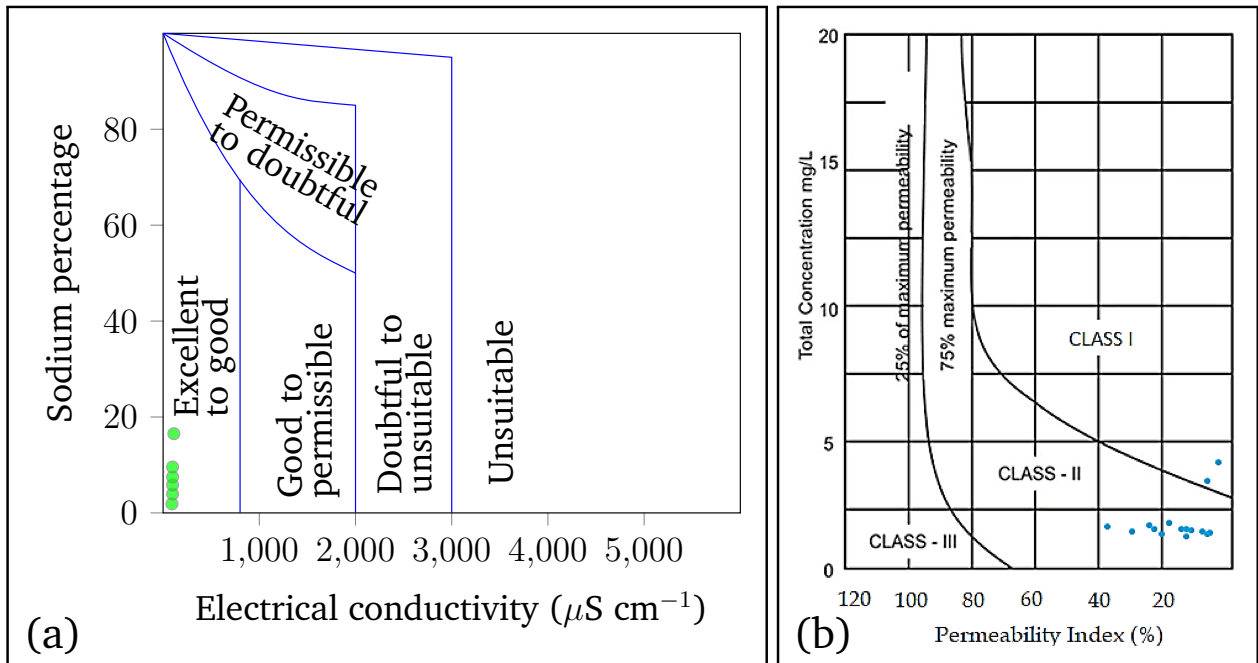 Sodium percentage
80
60
40
20
0
Permissible
to doubtful
Excellent
to good
Good to
permissible
Doubtful to
unsuitable
Unsuitable
1,000
2,000
3,000
4,000
5,000
Electrical conductivity (μS cm⁻¹)
(a)
Total Concentration mg/L
20
15
10
5
0
25% of maximum permeability
75% maximum permeability
CLASS I
CLASS - II
CLASS - III
120
100
80
60
40
20
Permeability Index (%)
(b)